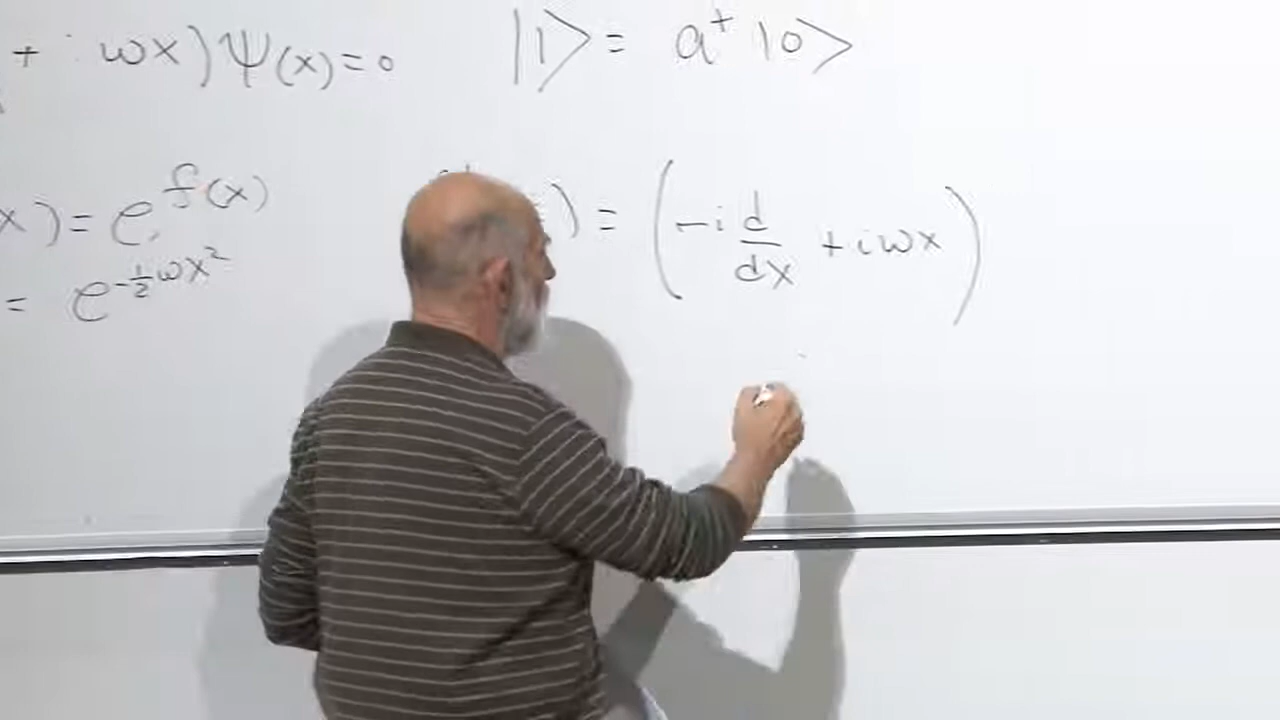 + i ωx)Ψ(x)=0
|1> = a⁺ |0>
x)= e^f(x)
) = (-i d/dx + iωx)
= e^-½ωx²